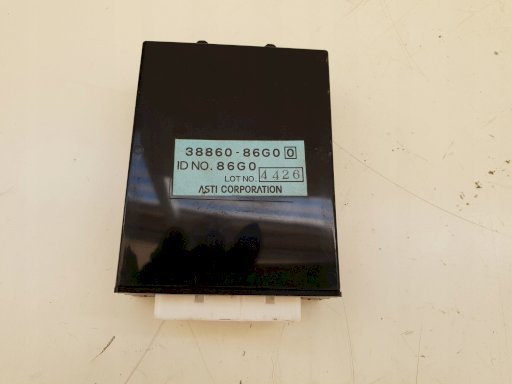 38860-86G0 0
ID NO. 86G0
LOT NO. 4426
ASTI CORPORATION